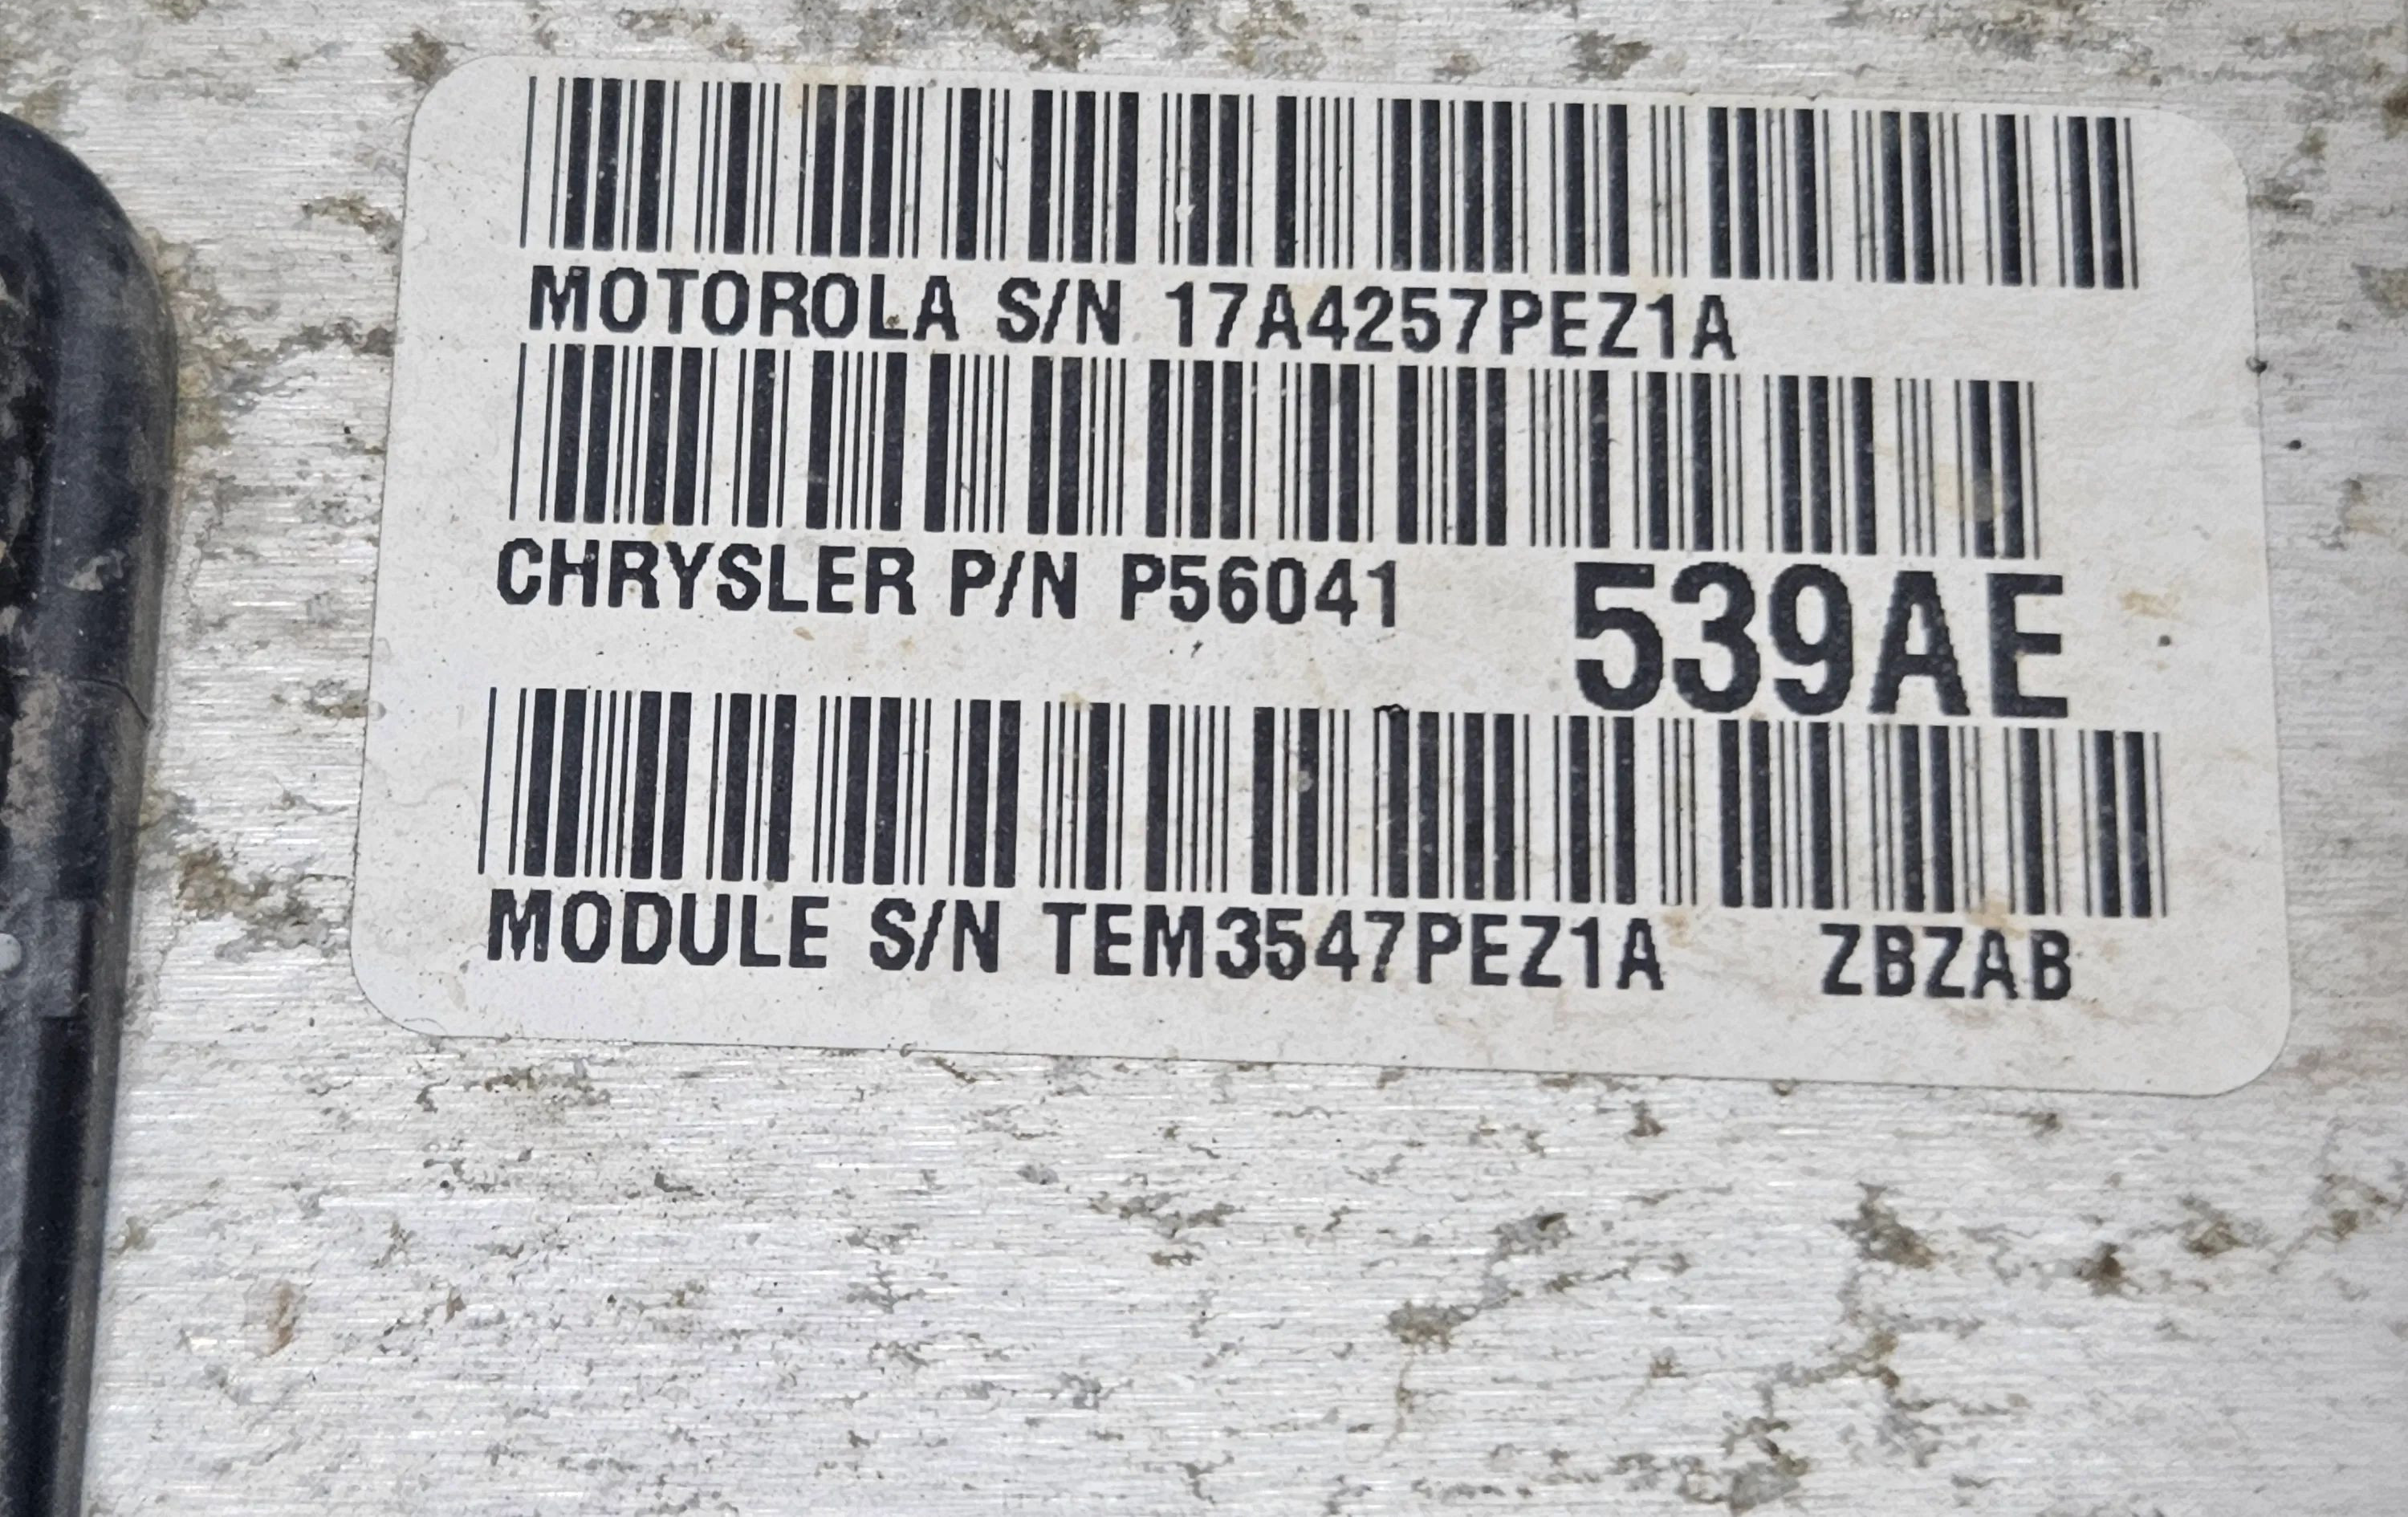 MOTOROLA S/N 17A4257PEZ1A
CHRYSLER P/N P56041 539AE
MODULE S/N TEM3547PEZ1A ZBZAB